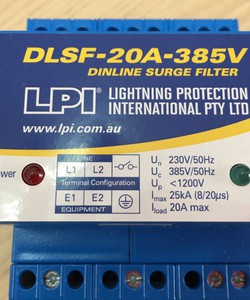 DLSF-20A-385V
DINLINE SURGE FILTER
LPI®
LIGHTNING PROTECTION
INTERNATIONAL PTY LTD
www.lpi.com.au
LINE
L1 L2
Terminal Configuration
E1 E2
EQUIPMENT
Un 230V/50Hz
Uc 385V/50Hz
Up <1200V
Imax 25kA (8/20µs)
Iload 20A max